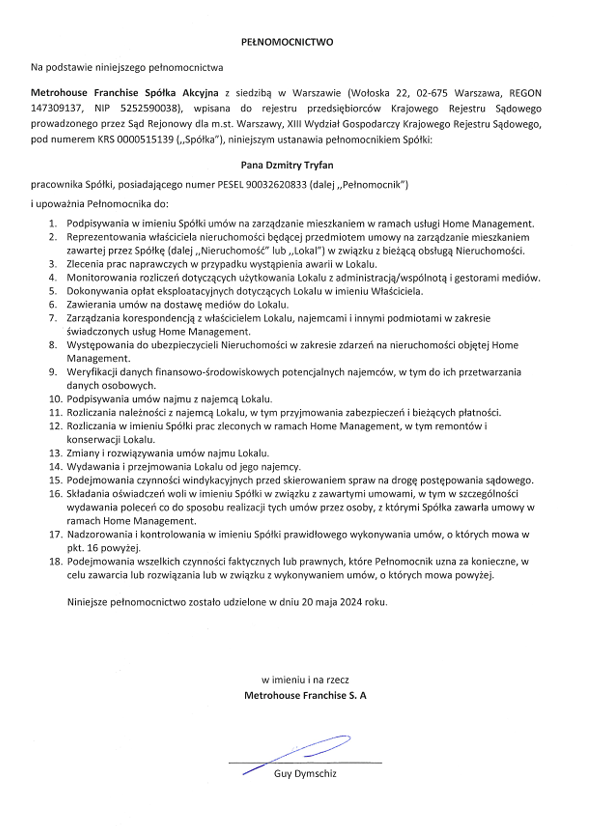 PEŁNOMOCNICTWO
Na podstawie niniejszego pełnomocnictwa
Metrohouse Franchise Spółka Akcyjna z siedzibą w Warszawie (Wołoska 22, 02-675 Warszawa, REGON
147309137, NIP 5252590038), wpisana do rejestru przedsiębiorców Krajowego Rejestru Sądowego
prowadzonego przez Sąd Rejonowy dla m.st. Warszawy, XIII Wydział Gospodarczy Krajowego Rejestru Sądowego,
pod numerem KRS 0000515139 (,,Spółka”), niniejszym ustanawia pełnomocnikiem Spółki:
Pana Dzmitry Tryfan
pracownika Spółki, posiadającego numer PESEL 90032620833 (dalej ,,Pełnomocnik”)
i upoważnia Pełnomocnika do:
1. Podpisywania w imieniu Spółki umów na zarządzanie mieszkaniem w ramach usługi Home Management.
2. Reprezentowania właściciela nieruchomości będącej przedmiotem umowy na zarządzanie mieszkaniem
zawartej przez Spółkę (dalej ,,Nieruchomość” lub ,,Lokal”) w związku z bieżącą obsługą Nieruchomości.
3. Zlecenia prac naprawczych w przypadku wystąpienia awarii w Lokalu.
4. Monitorowania rozliczeń dotyczących użytkowania Lokalu z administracją/wspólnotą i gestorami mediów.
5. Dokonywania opłat eksploatacyjnych dotyczących Lokalu w imieniu Właściciela.
6. Zawierania umów na dostawę mediów do Lokalu.
7. Zarządzania korespondencją z właścicielem Lokalu, najemcami i innymi podmiotami w zakresie
świadczonych usług Home Management.
8. Występowania do ubezpieczycieli Nieruchomości w zakresie zdarzeń na nieruchomości objętej Home
Management.
9. Weryfikacji danych finansowo-środowiskowych potencjalnych najemców, w tym do ich przetwarzania
danych osobowych.
10. Podpisywania umów najmu z najemcą Lokalu.
11. Rozliczania należności z najemcą Lokalu, w tym przyjmowania zabezpieczeń i bieżących płatności.
12. Rozliczania w imieniu Spółki prac zleconych w ramach Home Management, w tym remontów i
konserwacji Lokalu.
13. Zmiany i rozwiązywania umów najmu Lokalu.
14. Wydawania i przejmowania Lokalu od jego najemcy.
15. Podejmowania czynności windykacyjnych przed skierowaniem spraw na drogę postępowania sądowego.
16. Składania oświadczeń woli w imieniu Spółki w związku z zawartymi umowami, w tym w szczególności
wydawania poleceń co do sposobu realizacji tych umów przez osoby, z którymi Spółka zawarła umowy w
ramach Home Management.
17. Nadzorowania i kontrolowania w imieniu Spółki prawidłowego wykonywania umów, o których mowa w
pkt. 16 powyżej.
18. Podejmowania wszelkich czynności faktycznych lub prawnych, które Pełnomocnik uzna za konieczne, w
celu zawarcia lub rozwiązania lub w związku z wykonywaniem umów, o których mowa powyżej.
Niniejsze pełnomocnictwo zostało udzielone w dniu 20 maja 2024 roku.
w imieniu i na rzecz
Metrohouse Franchise S. A
Guy Dymschiz